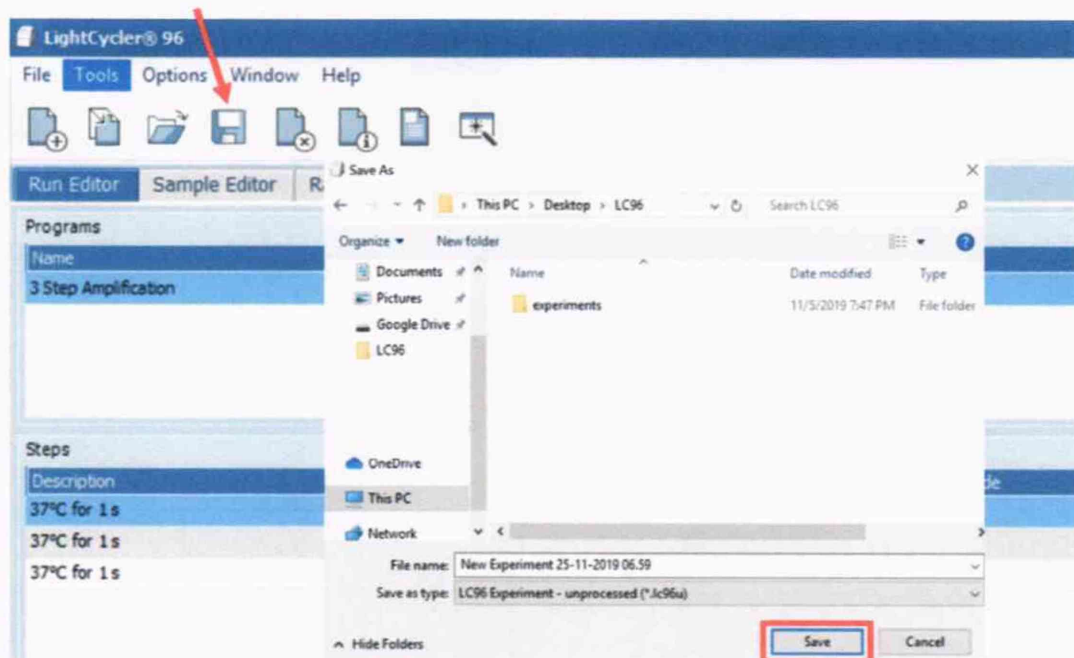 LightCycler® 96
File Tools Options Window Help
Run Editor Sample Editor R
Save As
This PC > Desktop > LC96 Search LC96
Organize New folder
Programs
Name
3 Step Amplification
Documents
Pictures
Google Drive
LC96
OneDrive
This PC
Network
Name Date modified Type
experiments 11/5/2019 7:47 PM File folder
Steps
Description de
37°C for 1 s
37°C for 1 s
37°C for 1 s
File name: New Experiment 25-11-2019 06.59
Save as type: LC96 Experiment - unprocessed (*.lc96u)
Hide Folders Save Cancel